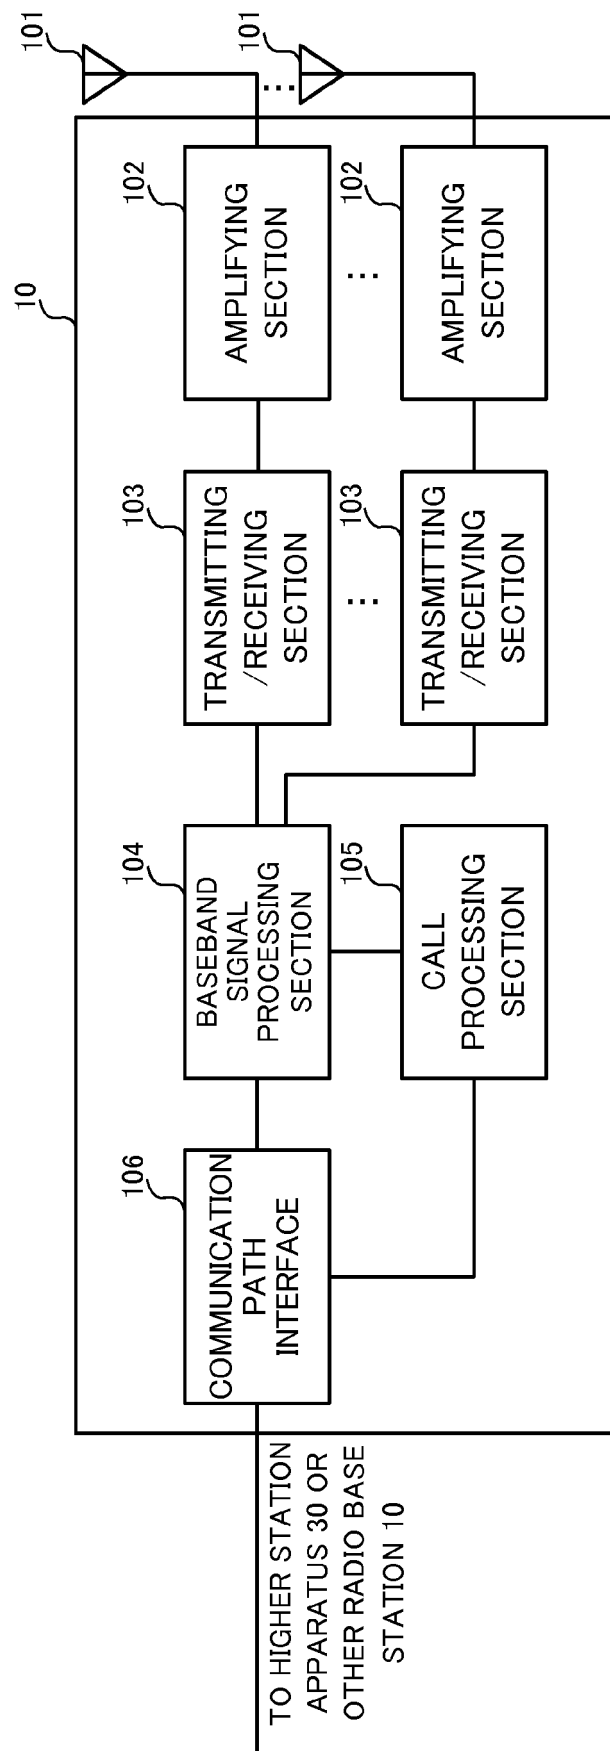 10
101
...
101
102
AMPLIFYING
SECTION
...
102
AMPLIFYING
SECTION
103
TRANSMITTING
/RECEIVING
SECTION
...
103
TRANSMITTING
/RECEIVING
SECTION
104
BASEBAND
SIGNAL
PROCESSING
SECTION
105
CALL
PROCESSING
SECTION
106
COMMUNICATION
PATH
INTERFACE
TO HIGHER STATION
APPARATUS 30 OR
OTHER RADIO BASE
STATION 10